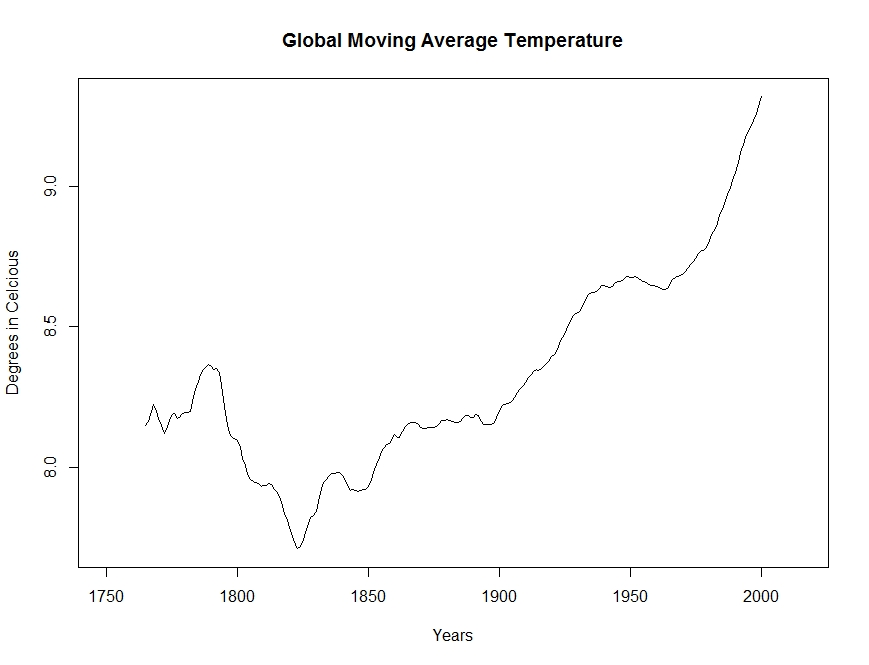 Global Moving Average Temperature
Degrees in Celcious
9.0
8.5
8.0
1750 1800 1850 1900 1950 2000
Years